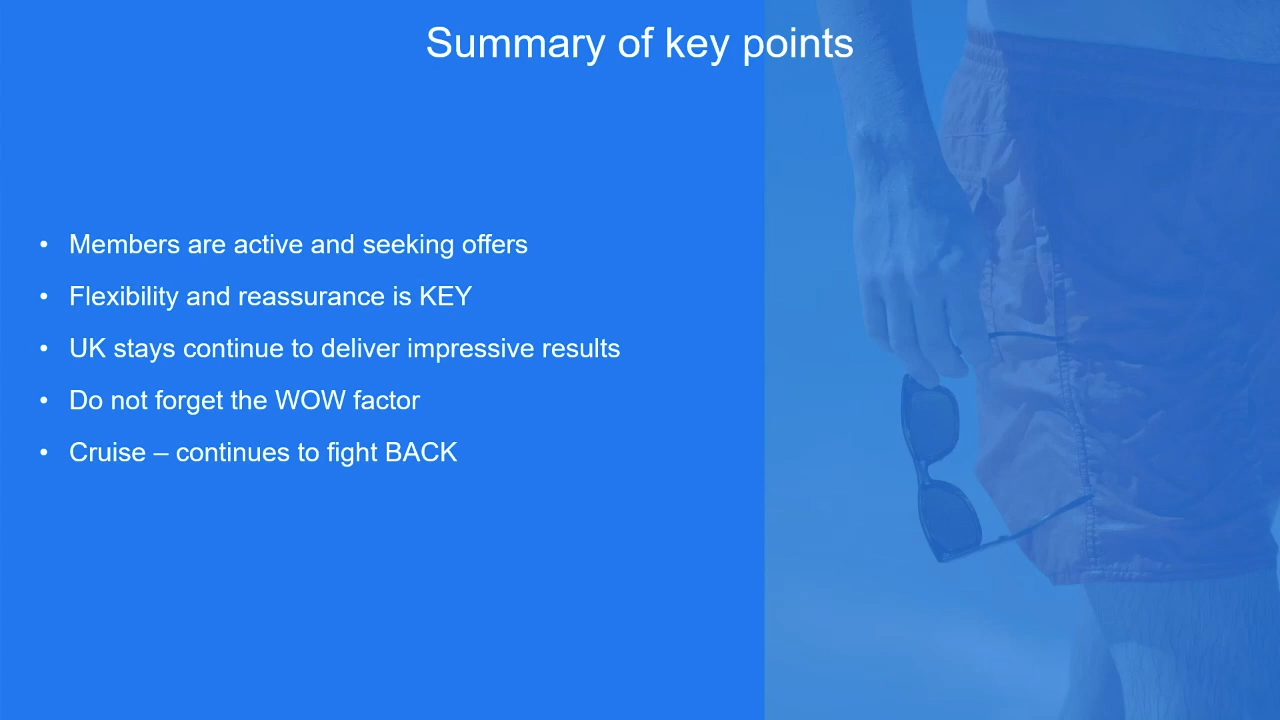 Summary of key points
• Members are active and seeking offers
• Flexibility and reassurance is KEY
• UK stays continue to deliver impressive results
• Do not forget the WOW factor
• Cruise – continues to fight BACK